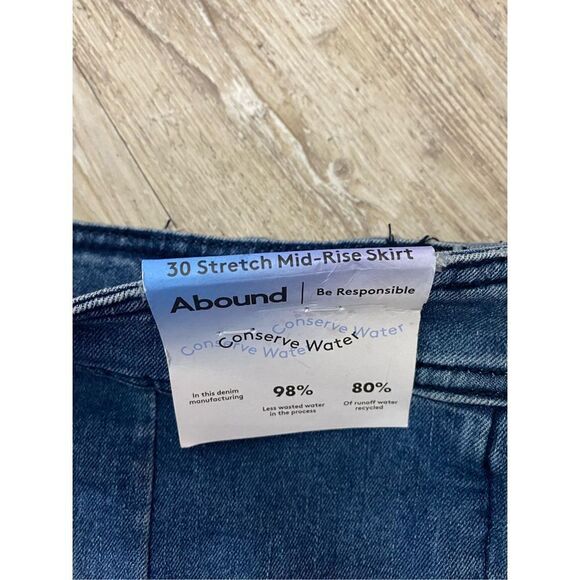 30 Stretch Mid-Rise Skirt
Abound | Be Responsible
Conserve Water
Conserve Water
Conserve Water
In this denim manufacturing
98%
Less wasted water
in the process
80%
Of runoff water
recycled